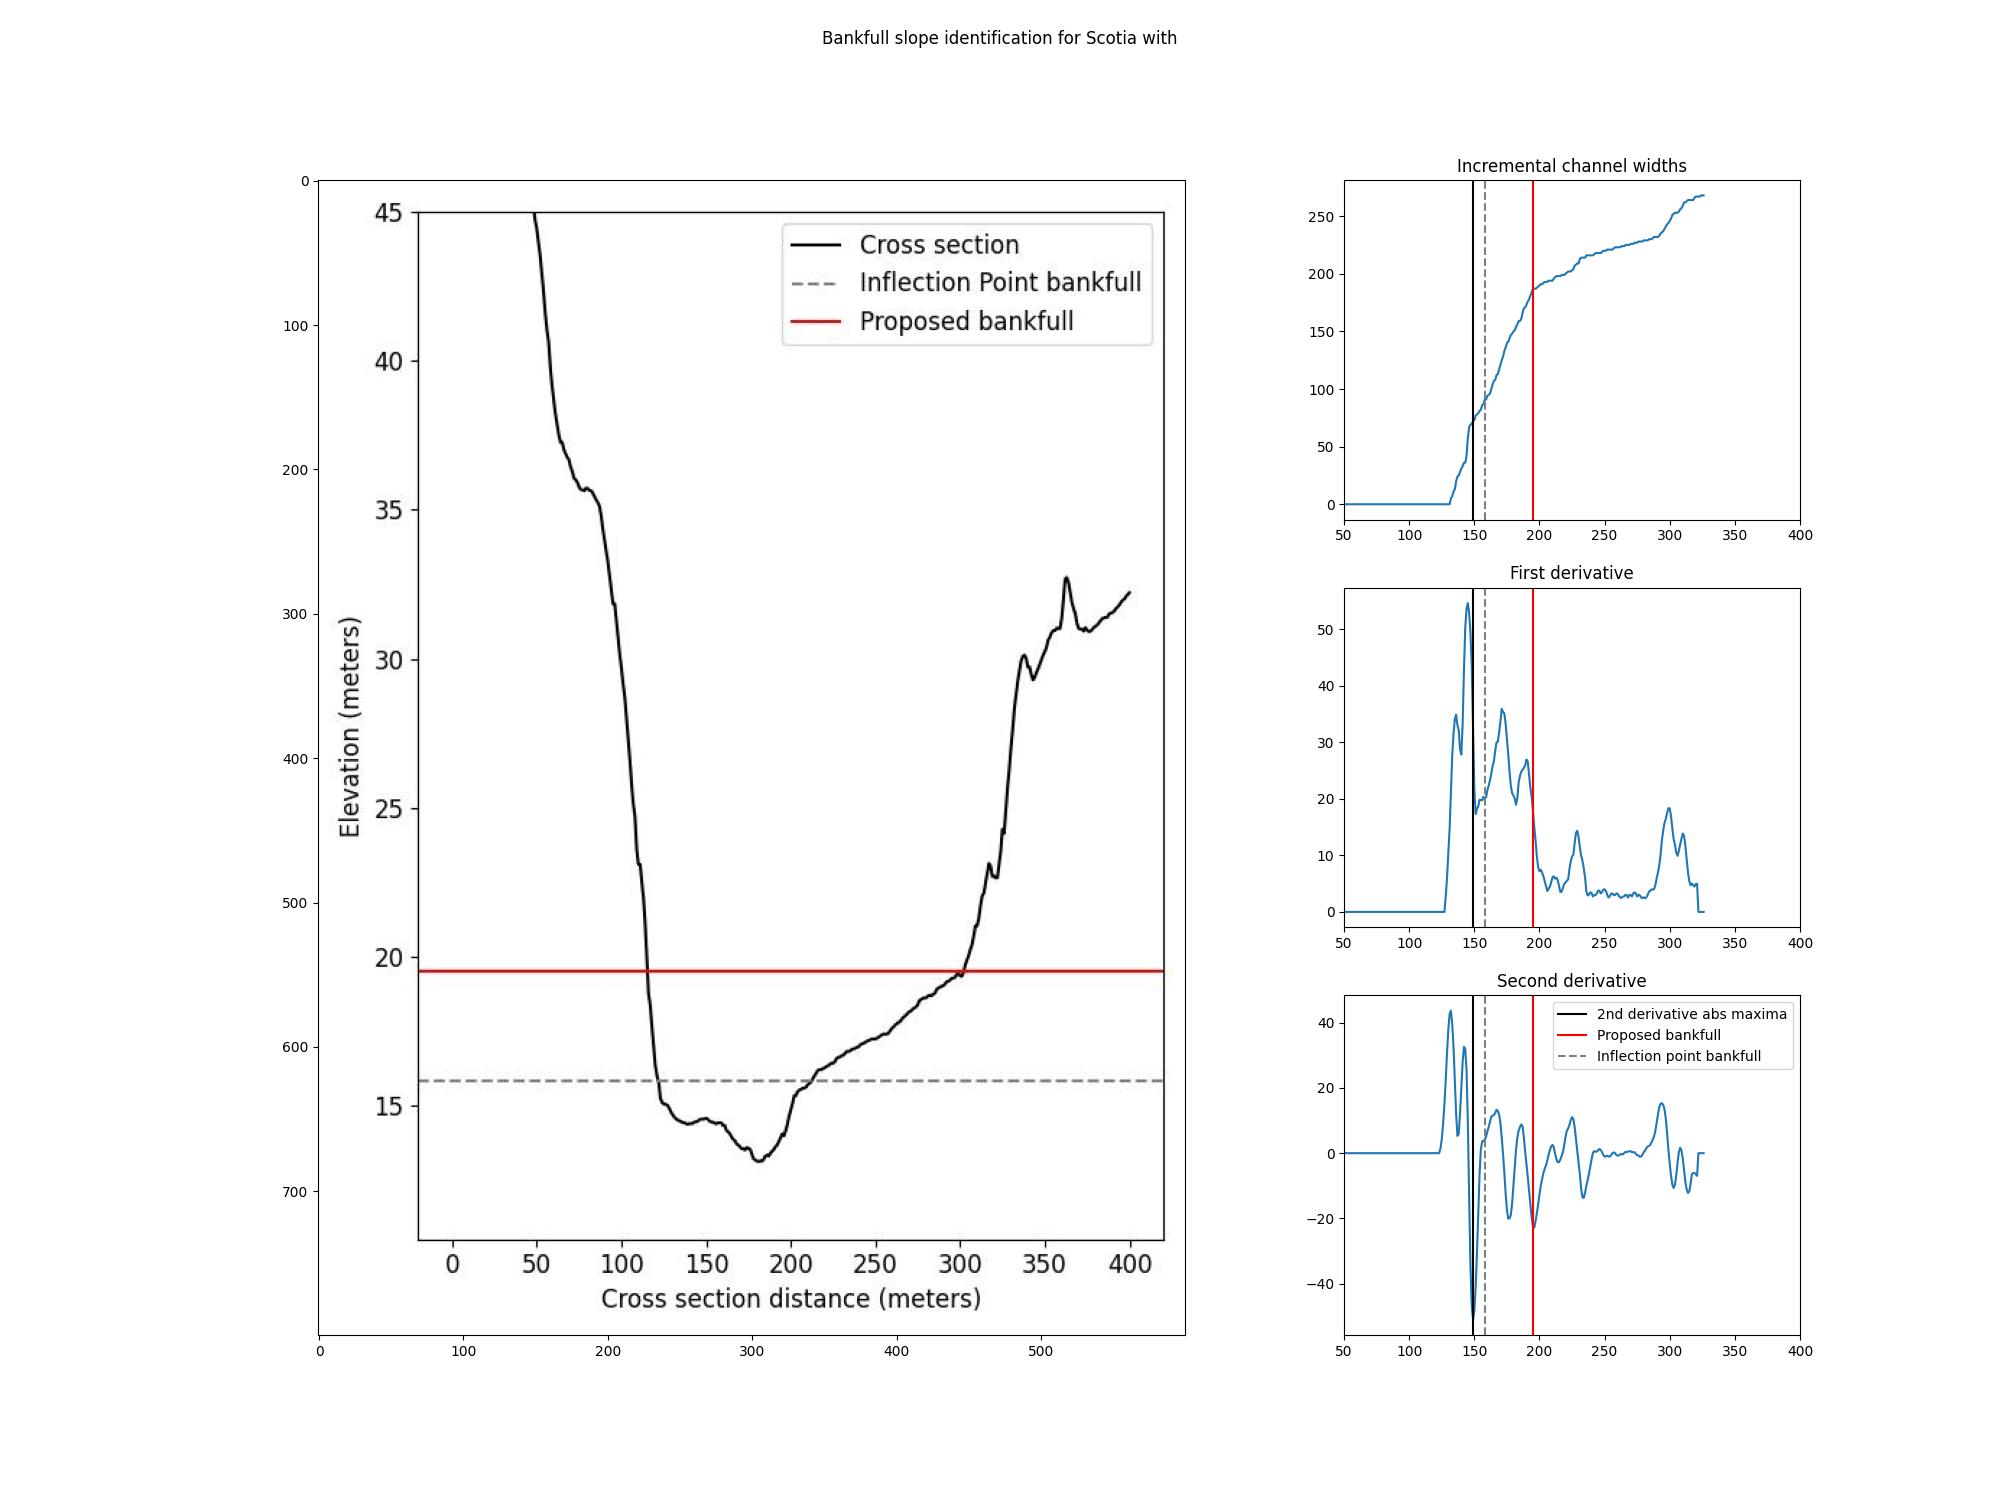 Bankfull slope identification for Scotia with
0
100
200
300
400
500
600
700
0
100
200
300
400
500
Elevation (meters)
45
40
35
30
25
20
15
Cross section
Inflection Point bankfull
Proposed bankfull
0 50 100 150 200 250 300 350 400
Cross section distance (meters)
Incremental channel widths
250
200
150
100
50
0
50 100 150 200 250 300 350 400
First derivative
50
40
30
20
10
0
50 100 150 200 250 300 350 400
Second derivative
40
20
0
−20
−40
2nd derivative abs maxima
Proposed bankfull
Inflection point bankfull
50 100 150 200 250 300 350 400